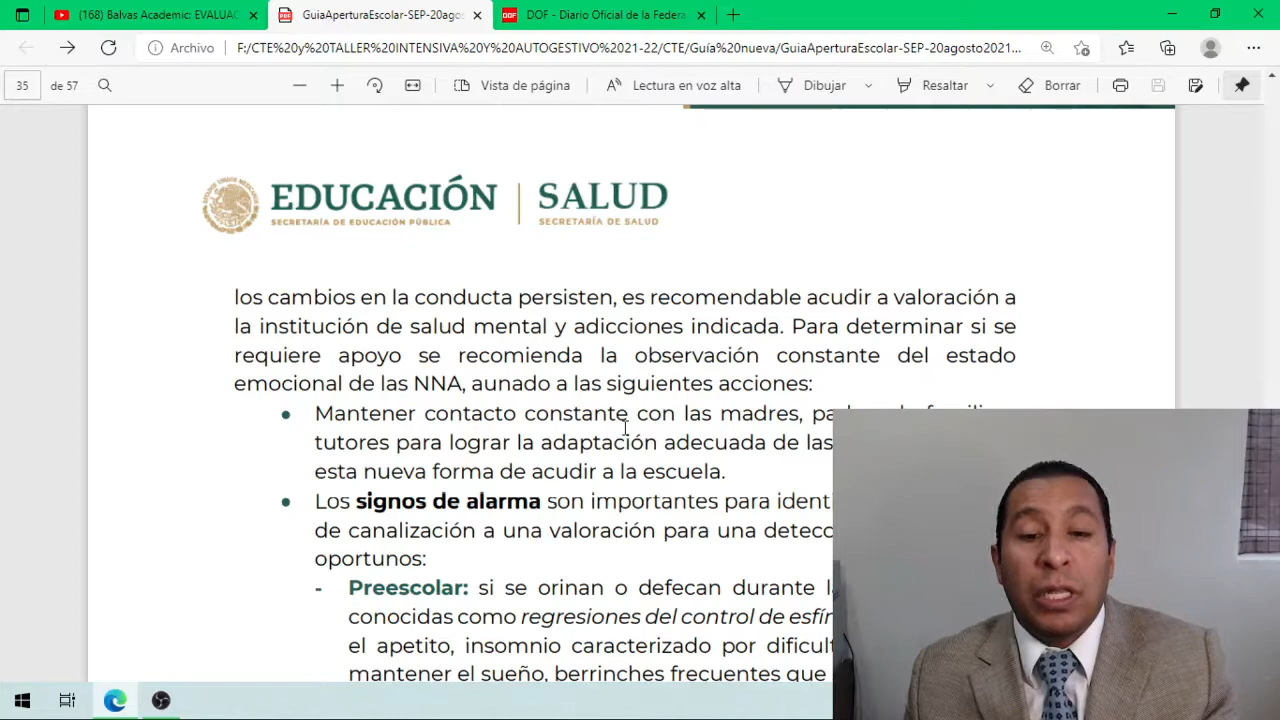 (168) Balvas Academic: EVALUAC
GuiaAperturaEscolar-SEP-20agos
DOF - Diario Oficial de la Federa
Archivo
F:/CTE%20y%20TALLER%20INTENSIVA%20Y%20AUTOGESTIVO%202021-22/CTE/Guía%20nueva/GuiaAperturaEscolar-SEP-20agosto2021...
35 de 57
Vista de página
Lectura en voz alta
Dibujar
Resaltar
Borrar
EDUCACIÓN
SECRETARÍA DE EDUCACIÓN PÚBLICA
SALUD
SECRETARÍA DE SALUD
los cambios en la conducta persisten, es recomendable acudir a valoración a
la institución de salud mental y adicciones indicada. Para determinar si se
requiere apoyo se recomienda la observación constante del estado
emocional de las NNA, aunado a las siguientes acciones:
• Mantener contacto constante con las madres,
tutores para lograr la adaptación adecuada de las
esta nueva forma de acudir a la escuela.
• Los signos de alarma son importantes para identi
de canalización a una valoración para una detecc
oportunos:
- Preescolar: si se orinan o defecan durante l
conocidas como regresiones del control de esfín
el apetito, insomnio caracterizado por dificult
mantener el sueño, berrinches frecuentes que